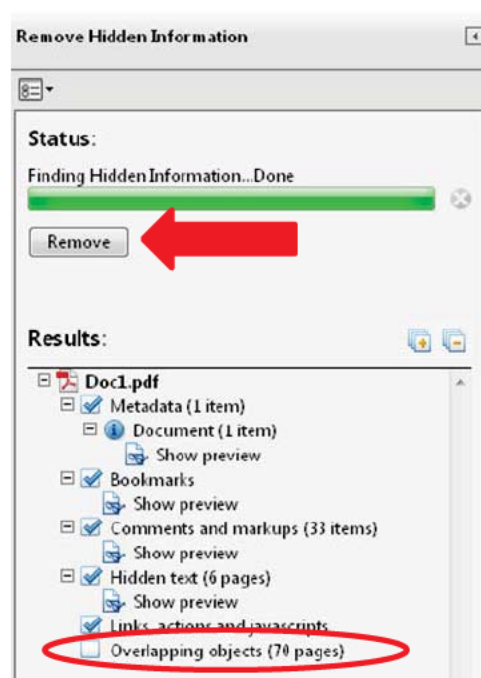 Remove Hidden Information
Status:
Finding Hidden Information...Done
Remove
Results:
Doc1.pdf
Metadata (1 item)
Document (1 item)
Show preview
Bookmarks
Show preview
Comments and markups (33 items)
Show preview
Hidden text (6 pages)
Show preview
Links, actions and javascripts
Overlapping objects (70 pages)